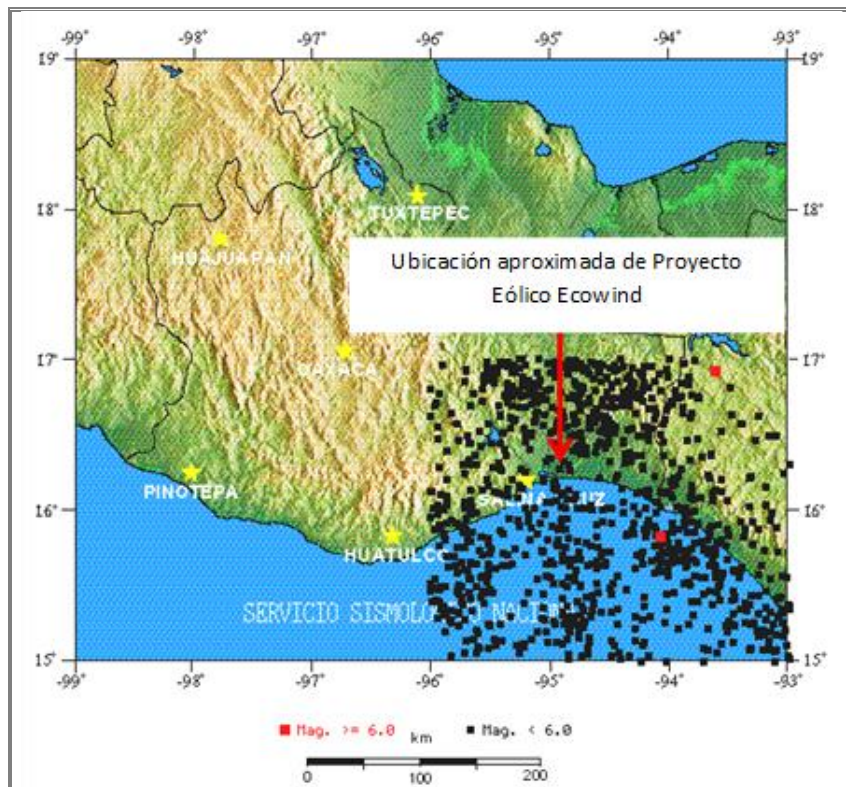 -99° -98° -97° -96° -95° -94° -93°
19° 19°
18° 18°
TUXTEPEC
HUAJUAPAN
Ubicación aproximada de Proyecto
Eólico Ecowind
17° 17°
OAXACA
PINOTEPA
16° 16°
HUATULCO
SERVICIO
15° 15°
-99° -98° -97° -96° -95° -94° -93°
Mag. >= 6.0 km Mag. < 6.0
0 100 200